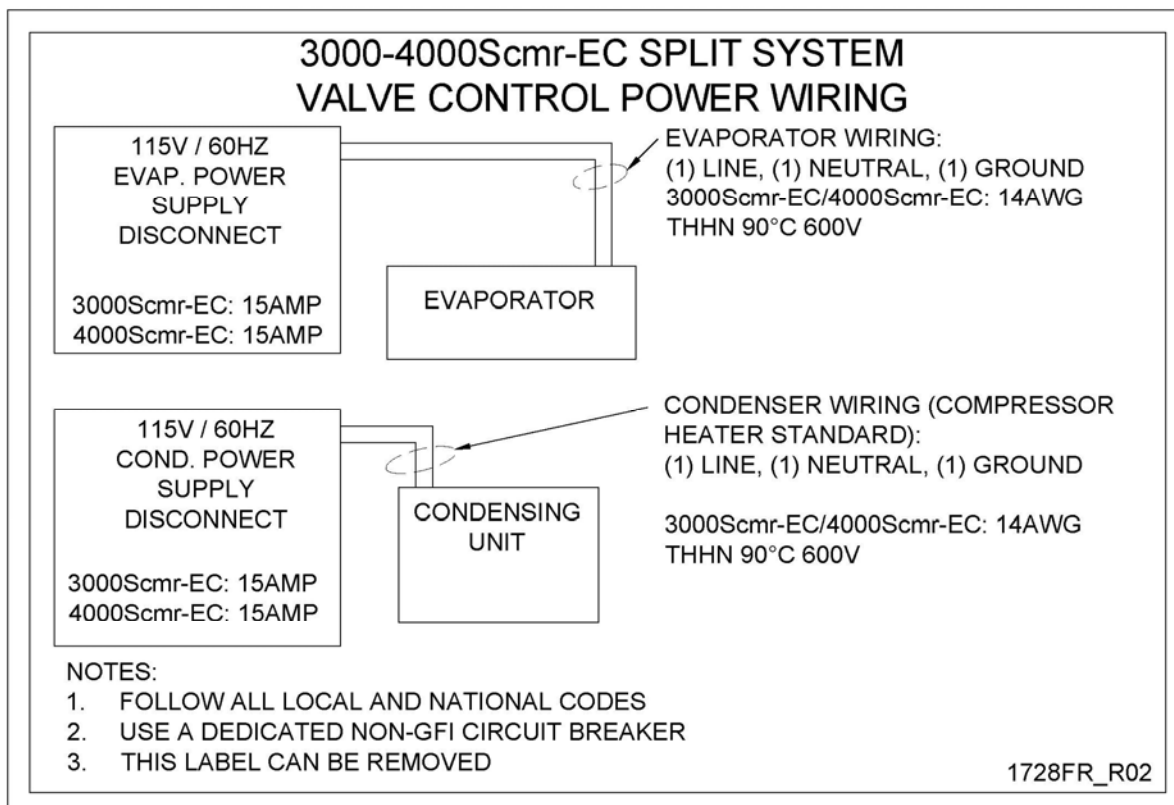 3000-4000Scmr-EC SPLIT SYSTEM
VALVE CONTROL POWER WIRING
115V / 60HZ
EVAP. POWER
SUPPLY
DISCONNECT
3000Scmr-EC: 15AMP
4000Scmr-EC: 15AMP
EVAPORATOR
EVAPORATOR WIRING:
(1) LINE, (1) NEUTRAL, (1) GROUND
3000Scmr-EC/4000Scmr-EC: 14AWG
THHN 90°C 600V
115V / 60HZ
COND. POWER
SUPPLY
DISCONNECT
3000Scmr-EC: 15AMP
4000Scmr-EC: 15AMP
CONDENSING
UNIT
CONDENSER WIRING (COMPRESSOR
HEATER STANDARD):
(1) LINE, (1) NEUTRAL, (1) GROUND
3000Scmr-EC/4000Scmr-EC: 14AWG
THHN 90°C 600V
NOTES:
1. FOLLOW ALL LOCAL AND NATIONAL CODES
2. USE A DEDICATED NON-GFI CIRCUIT BREAKER
3. THIS LABEL CAN BE REMOVED
1728FR_R02